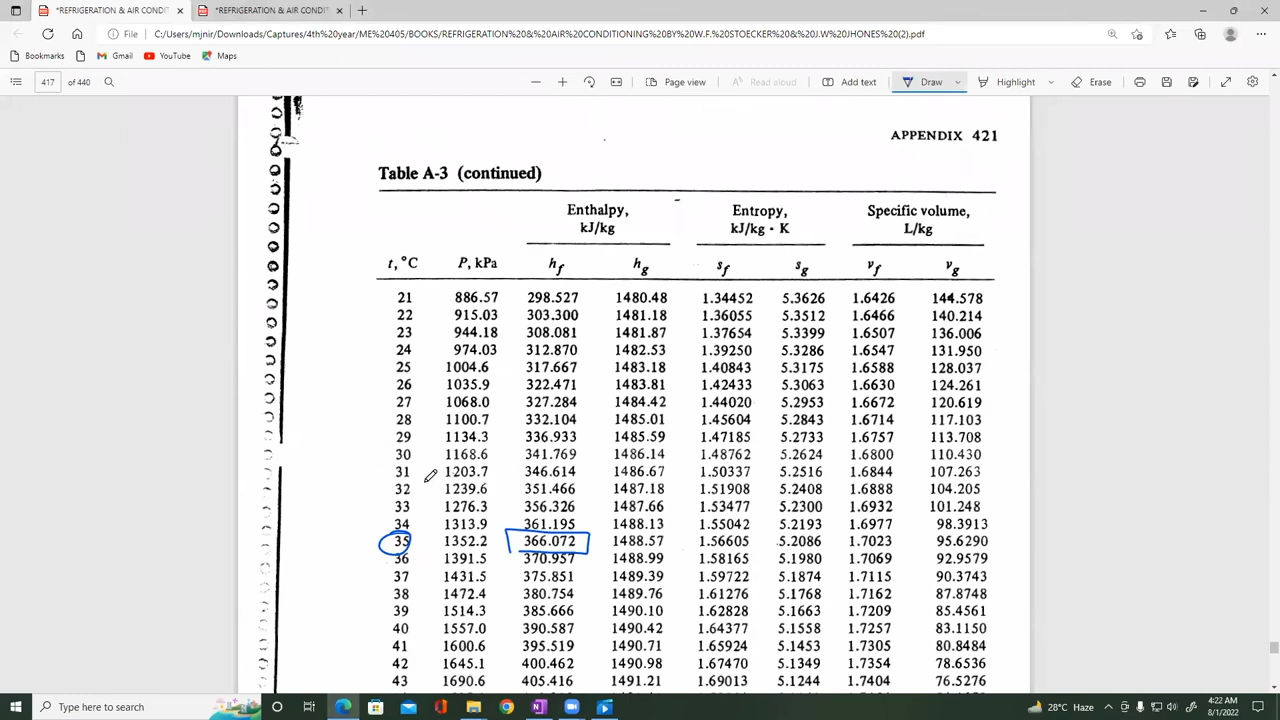 *REFRIGERATION & AIR CONDIT
*REFRIGERATION & AIR CONDIT
File
C:/Users/mjnir/Downloads/Captures/4th%20year/ME%20405/BOOKS/REFRIGERATION%20&%20AIR%20CONDITIONING%20BY%20W.F.%20STOECKER%20&%20J.W%20JHONES%20(2).pdf
Bookmarks Gmail YouTube Maps
417 of 440 Page view Read aloud Add text Draw Highlight Erase
APPENDIX 421
Table A-3 (continued)
Enthalpy, Entropy, Specific volume,
kJ/kg kJ/kg • K L/kg
t, °C P, kPa hf hg sf sg vf vg
21 886.57 298.527 1480.48 1.34452 5.3626 1.6426 144.578
22 915.03 303.300 1481.18 1.36055 5.3512 1.6466 140.214
23 944.18 308.081 1481.87 1.37654 5.3399 1.6507 136.006
24 974.03 312.870 1482.53 1.39250 5.3286 1.6547 131.950
25 1004.6 317.667 1483.18 1.40843 5.3175 1.6588 128.037
26 1035.9 322.471 1483.81 1.42433 5.3063 1.6630 124.261
27 1068.0 327.284 1484.42 1.44020 5.2953 1.6672 120.619
28 1100.7 332.104 1485.01 1.45604 5.2843 1.6714 117.103
29 1134.3 336.933 1485.59 1.47185 5.2733 1.6757 113.708
30 1168.6 341.769 1486.14 1.48762 5.2624 1.6800 110.430
31 1203.7 346.614 1486.67 1.50337 5.2516 1.6844 107.263
32 1239.6 351.466 1487.18 1.51908 5.2408 1.6888 104.205
33 1276.3 356.326 1487.66 1.53477 5.2300 1.6932 101.248
34 1313.9 361.195 1488.13 1.55042 5.2193 1.6977 98.3913
35 1352.2 366.072 1488.57 1.56605 5.2086 1.7023 95.6290
36 1391.5 370.957 1488.99 1.58165 5.1980 1.7069 92.9579
37 1431.5 375.851 1489.39 1.59722 5.1874 1.7115 90.3743
38 1472.4 380.754 1489.76 1.61276 5.1768 1.7162 87.8748
39 1514.3 385.666 1490.10 1.62828 5.1663 1.7209 85.4561
40 1557.0 390.587 1490.42 1.64377 5.1558 1.7257 83.1150
41 1600.6 395.519 1490.71 1.65924 5.1453 1.7305 80.8484
42 1645.1 400.462 1490.98 1.67470 5.1349 1.7354 78.6536
43 1690.6 405.416 1491.21 1.69013 5.1244 1.7404 76.5276
Type here to search
28°C Haze
4:22 AM
8/1/2022